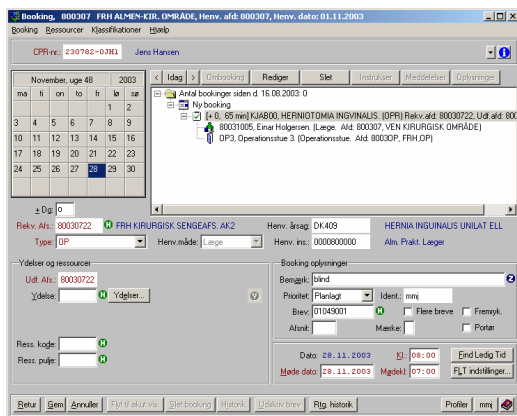 Booking, 800307 FRH ALMEN-KIR. OMRÅDE, Henv. afd: 800307, Henv. dato: 01.11.2003
Booking Ressourcer Klassifikationer Hjælp
CPR-nr.: 230782-0JH1 Jens Hansen
November, uge 48 2003
< Idag > Ombooking Rediger Slet Instrukser Meddelelser Oplysninger
ma ti on to fr lø sø
1 2
3 4 5 6 7 8 9
10 11 12 13 14 15 16
17 18 19 20 21 22 23
24 25 26 27 28 29 30
Antal bookinger siden d. 16.08.2003: 0
Ny booking
[+ 0, 65 min] KJAB00, HERNIOTOMIA INGVINALIS. (OPR) Rekv.afd: 80030722, Udf.afd: 800
80031005, Einar Holgersen. (Læge. Afd: 800307, VEN KIRURGISK OMRÅDE)
OP3, Operationsstue 3. (Operationsstue. Afd: 80030P, FRH,OP)
± Dg: 0
Rekv. Afs.: 80030722 H FRH KIRURGISK SENGEAFS. AK2 Henv. årsag: DK409 HERNIA INGUINALIS UNILAT ELL
Type: OP Henv.måde: Læge Henv. ins.: 0000800000 Alm. Prakt. Læger
Ydelser og ressourcer
Udf. Afs.: 80030722
Ydelse: H Ydelser... V
Ress. kode: H
Ress. pulje: H
Booking oplysninger
Bemærk: blind 2
Prioritet: Planlagt Ident.: mmj
Brev: 01049001 H Flere breve Fremryk.
Afsnit: Mærke: Portør
Dato: 28.11.2003 Kl.: 08:00 Find Ledig Tid
Møde dato: 28.11.2003 Mødekl: 07:00 FLT indstillinger...
Retur Gem Annuller Flyt til akut vis. Slet booking Historik Udskriv brev Rtg. historik Profiler mmj